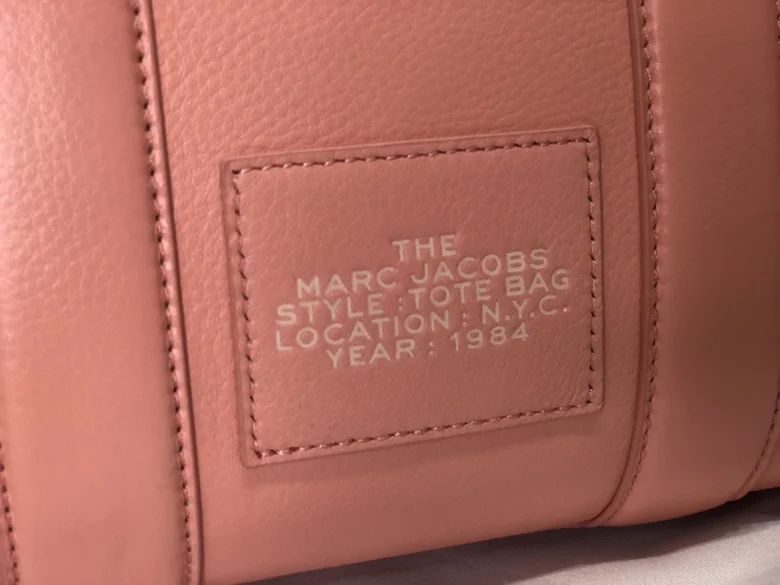 THE
MARC JACOBS
STYLE : TOTE BAG
LOCATION : N.Y.C.
YEAR : 1984